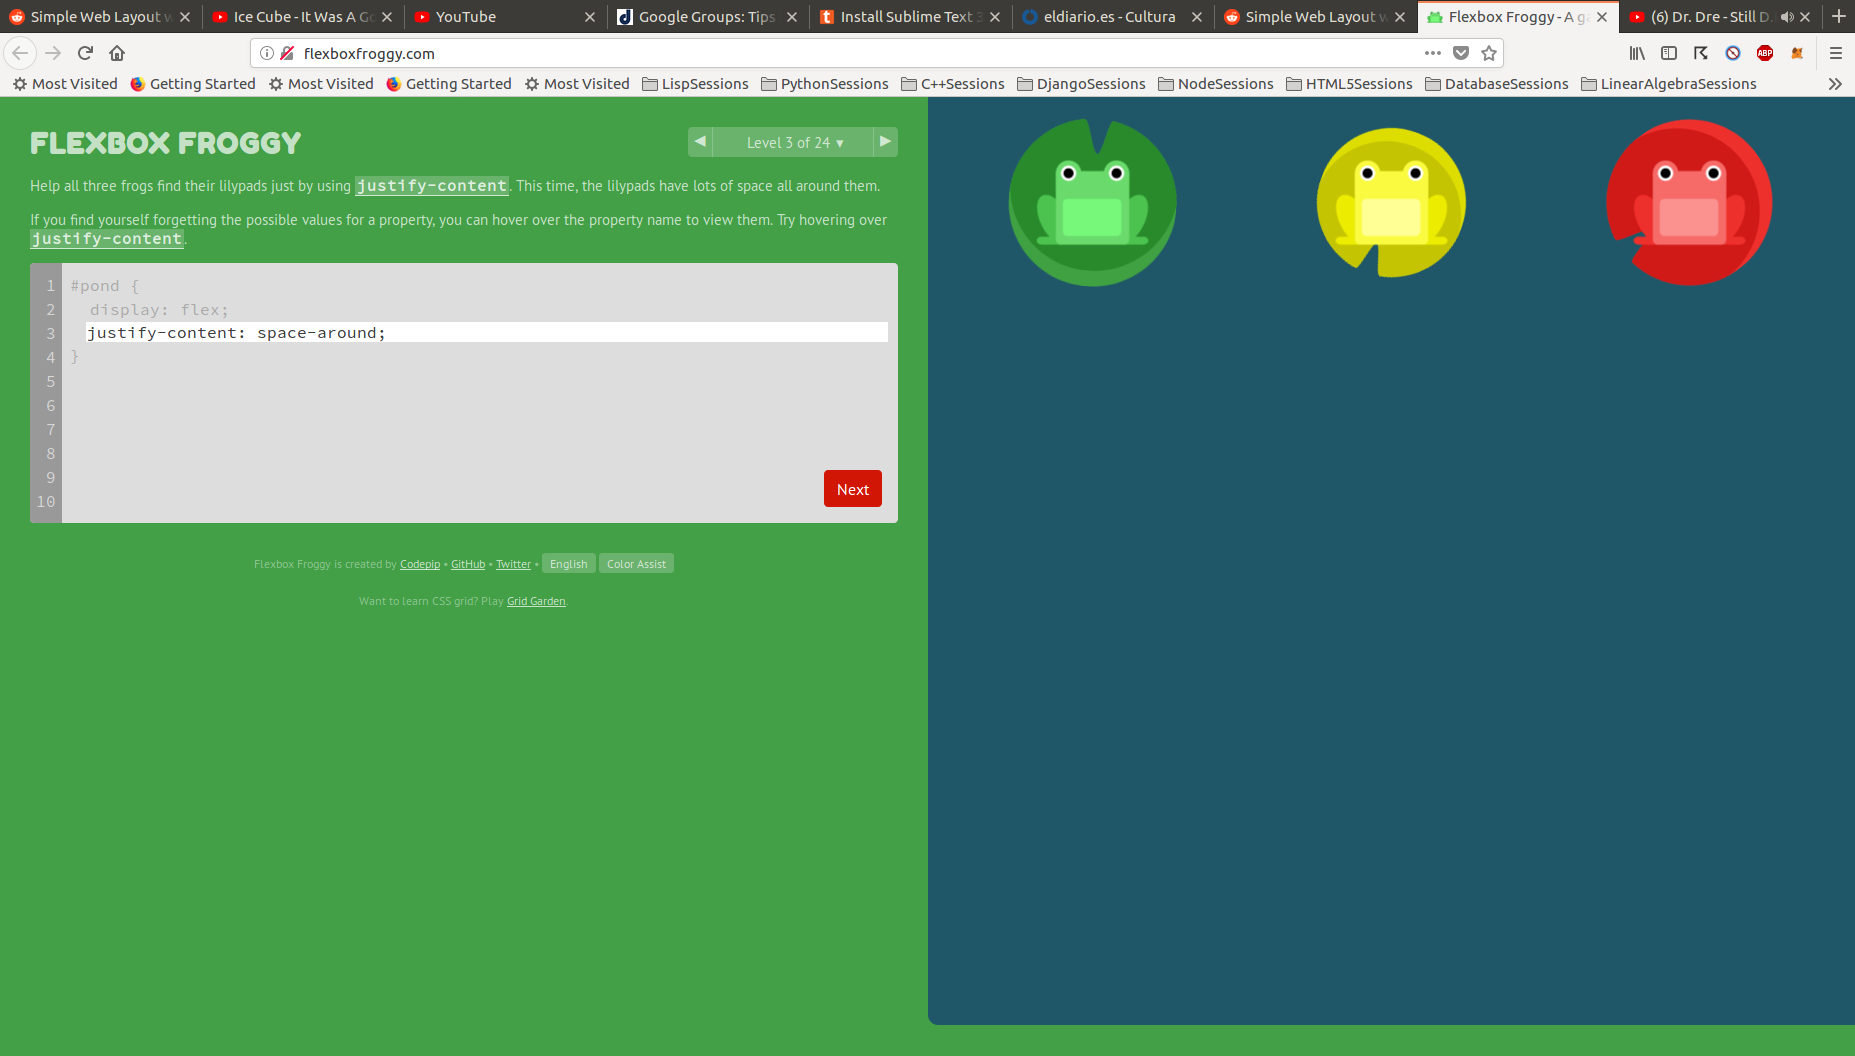 Simple Web Layout
Ice Cube - It Was A Go
YouTube
Google Groups: Tips
Install Sublime Text 3
eldiario.es - Cultura
Simple Web Layout
Flexbox Froggy - A ga
(6) Dr. Dre - Still D.
flexboxfroggy.com
ABP
Most Visited Getting Started Most Visited Getting Started Most Visited LispSessions PythonSessions C++Sessions DjangoSessions NodeSessions HTML5Sessions DatabaseSessions LinearAlgebraSessions
FLEXBOX FROGGY
◀ Level 3 of 24 ▾ ▶
Help all three frogs find their lilypads just by using justify-content. This time, the lilypads have lots of space all around them.
If you find yourself forgetting the possible values for a property, you can hover over the property name to view them. Try hovering over
justify-content.
1 #pond {
2 display: flex;
3 justify-content: space-around;
4 }
5
6
7
8
9
10
Next
Flexbox Froggy is created by Codepip • GitHub • Twitter • English Color Assist
Want to learn CSS grid? Play Grid Garden.